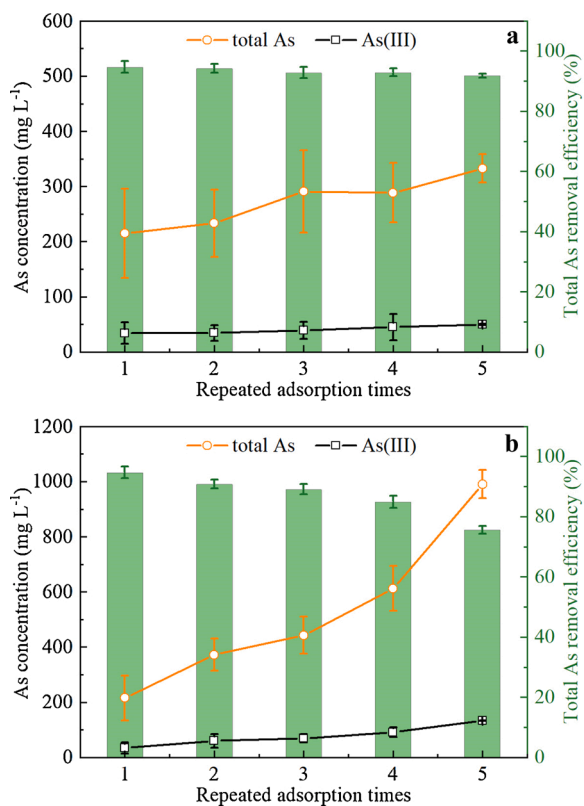 a
total As
As(III)
As concentration (mg L-1)
600
500
400
300
200
100
0
100
80
60
40
20
0
Total As removal efficiency (%)
1 2 3 4 5
Repeated adsorption times
b
total As
As(III)
As concentration (mg L-1)
1200
1000
800
600
400
200
0
100
80
60
40
20
0
Total As removal efficiency (%)
1 2 3 4 5
Repeated adsorption times